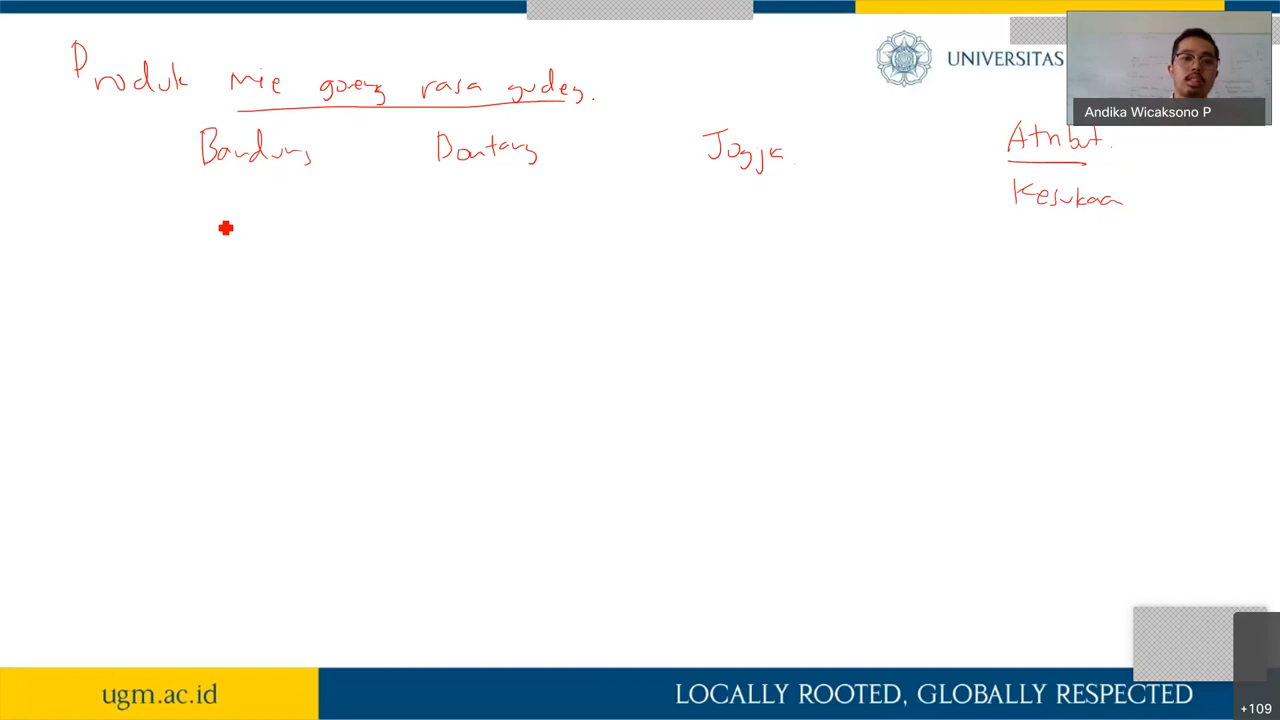 UNIVERSITAS
Andika Wicaksono P
Produk mie goreng rasa gudeg.
Bandung Bontang Jogja
Atribut.
Kesukaan
ugm.ac.id
LOCALLY ROOTED, GLOBALLY RESPECTED
+109